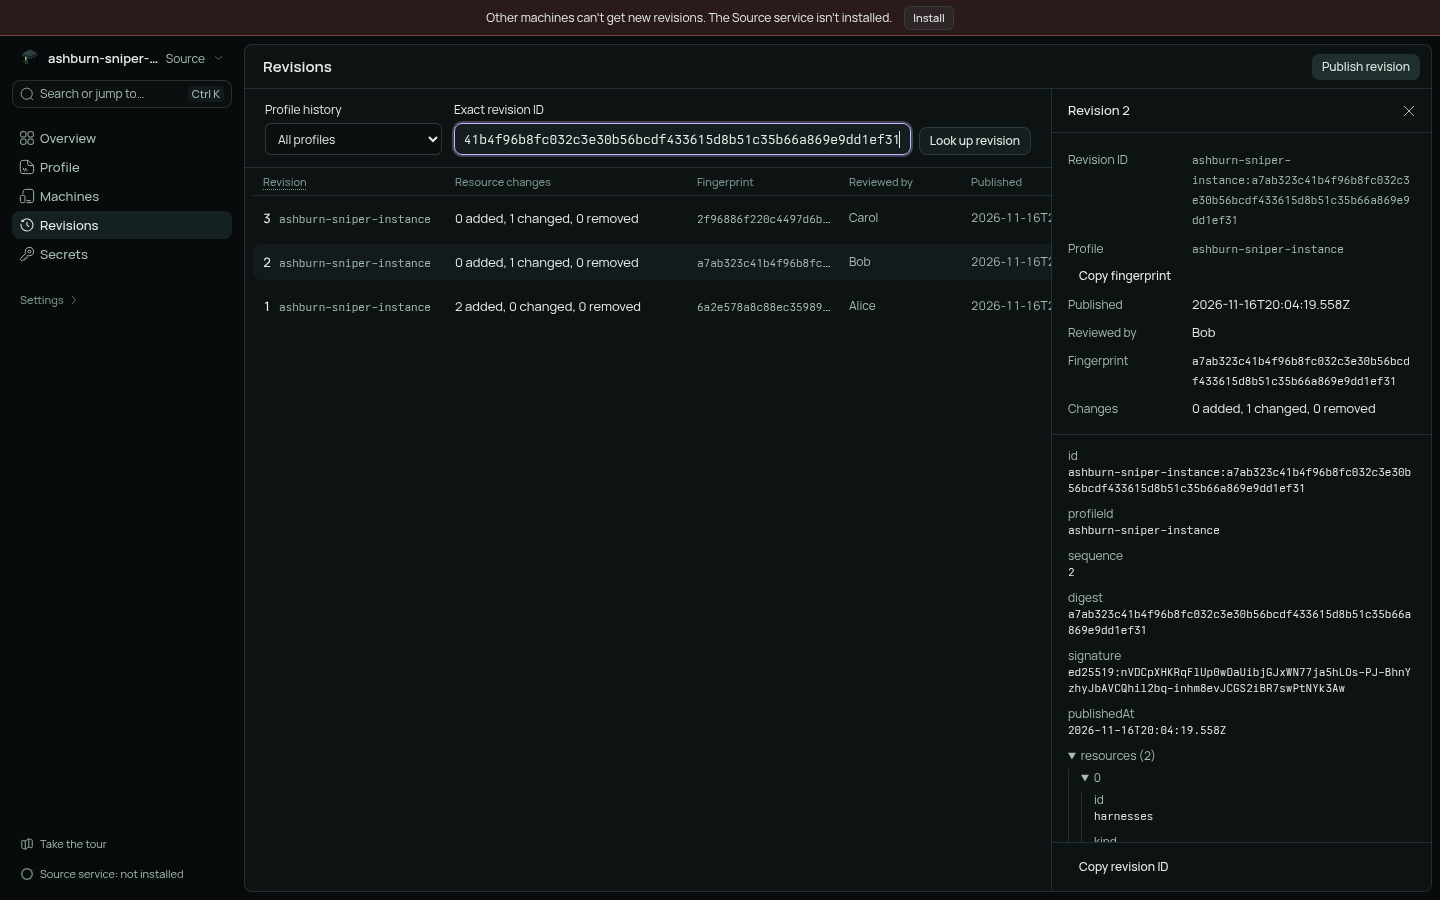 Other machines can't get new revisions. The Source service isn't installed.
Install
ashburn-sniper-... Source
Search or jump to... Ctrl K
Overview
Profile
Machines
Revisions
Secrets
Settings
Take the tour
Source service: not installed
Revisions
Publish revision
Profile history
Exact revision ID
All profiles
41b4f96b8fc032c3e30b56bcdf433615d8b51c35b66a869e9dd1ef31
Look up revision
Revision Resource changes Fingerprint Reviewed by Published
3 ashburn-sniper-instance 0 added, 1 changed, 0 removed 2f96886f220c4497d6b... Carol 2026-11-16T2
2 ashburn-sniper-instance 0 added, 1 changed, 0 removed a7ab323c41b4f96b8fc... Bob 2026-11-16T2
1 ashburn-sniper-instance 2 added, 0 changed, 0 removed 6a2e578a8c88ec35989... Alice 2026-11-16T2
Revision 2
Revision ID ashburn-sniper-
instance:a7ab323c41b4f96b8fc032c3
e30b56bcdf433615d8b51c35b66a869e9
dd1ef31
Profile ashburn-sniper-instance
Copy fingerprint
Published 2026-11-16T20:04:19.558Z
Reviewed by Bob
Fingerprint a7ab323c41b4f96b8fc032c3e30b56bcd
f433615d8b51c35b66a869e9dd1ef31
Changes 0 added, 1 changed, 0 removed
id
ashburn-sniper-instance:a7ab323c41b4f96b8fc032c3e30b
56bcdf433615d8b51c35b66a869e9dd1ef31
profileId
ashburn-sniper-instance
sequence
2
digest
a7ab323c41b4f96b8fc032c3e30b56bcdf433615d8b51c35b66a
869e9dd1ef31
signature
ed25519:nVDCpXHKRqFlUp0wDaUibjGJxWN77ja5hLOs-PJ-BhnY
zhyJbAVCQhil2bq-inhm8evJCGS2iBR7swPtNYk3Aw
publishedAt
2026-11-16T20:04:19.558Z
resources (2)
0
id
harnesses
kind
Copy revision ID